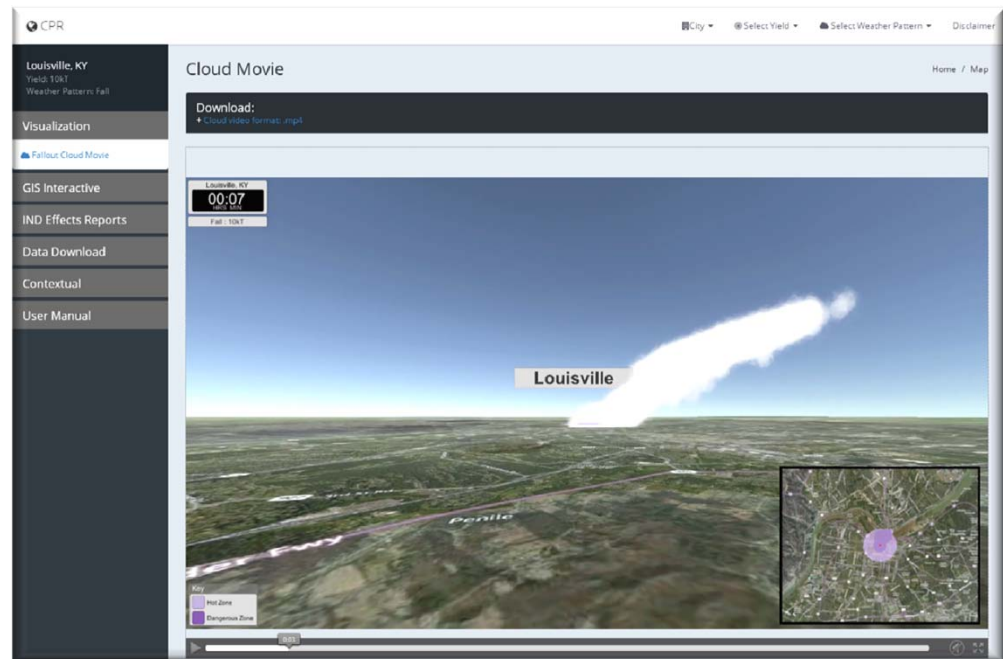 CPR
City
Select Yield
Select Weather Pattern
Disclaimer
Louisville, KY
Yield: 10kT
Weather Pattern: Fall
Visualization
Fallout Cloud Movie
GIS Interactive
IND Effects Reports
Data Download
Contextual
User Manual
Cloud Movie
Home / Map
Download:
+ Cloud video format: .mp4
Louisville, KY
00:07
HRS MIN
Fall : 10kT
Louisville
Penile
Key
Hot Zone
Dangerous Zone